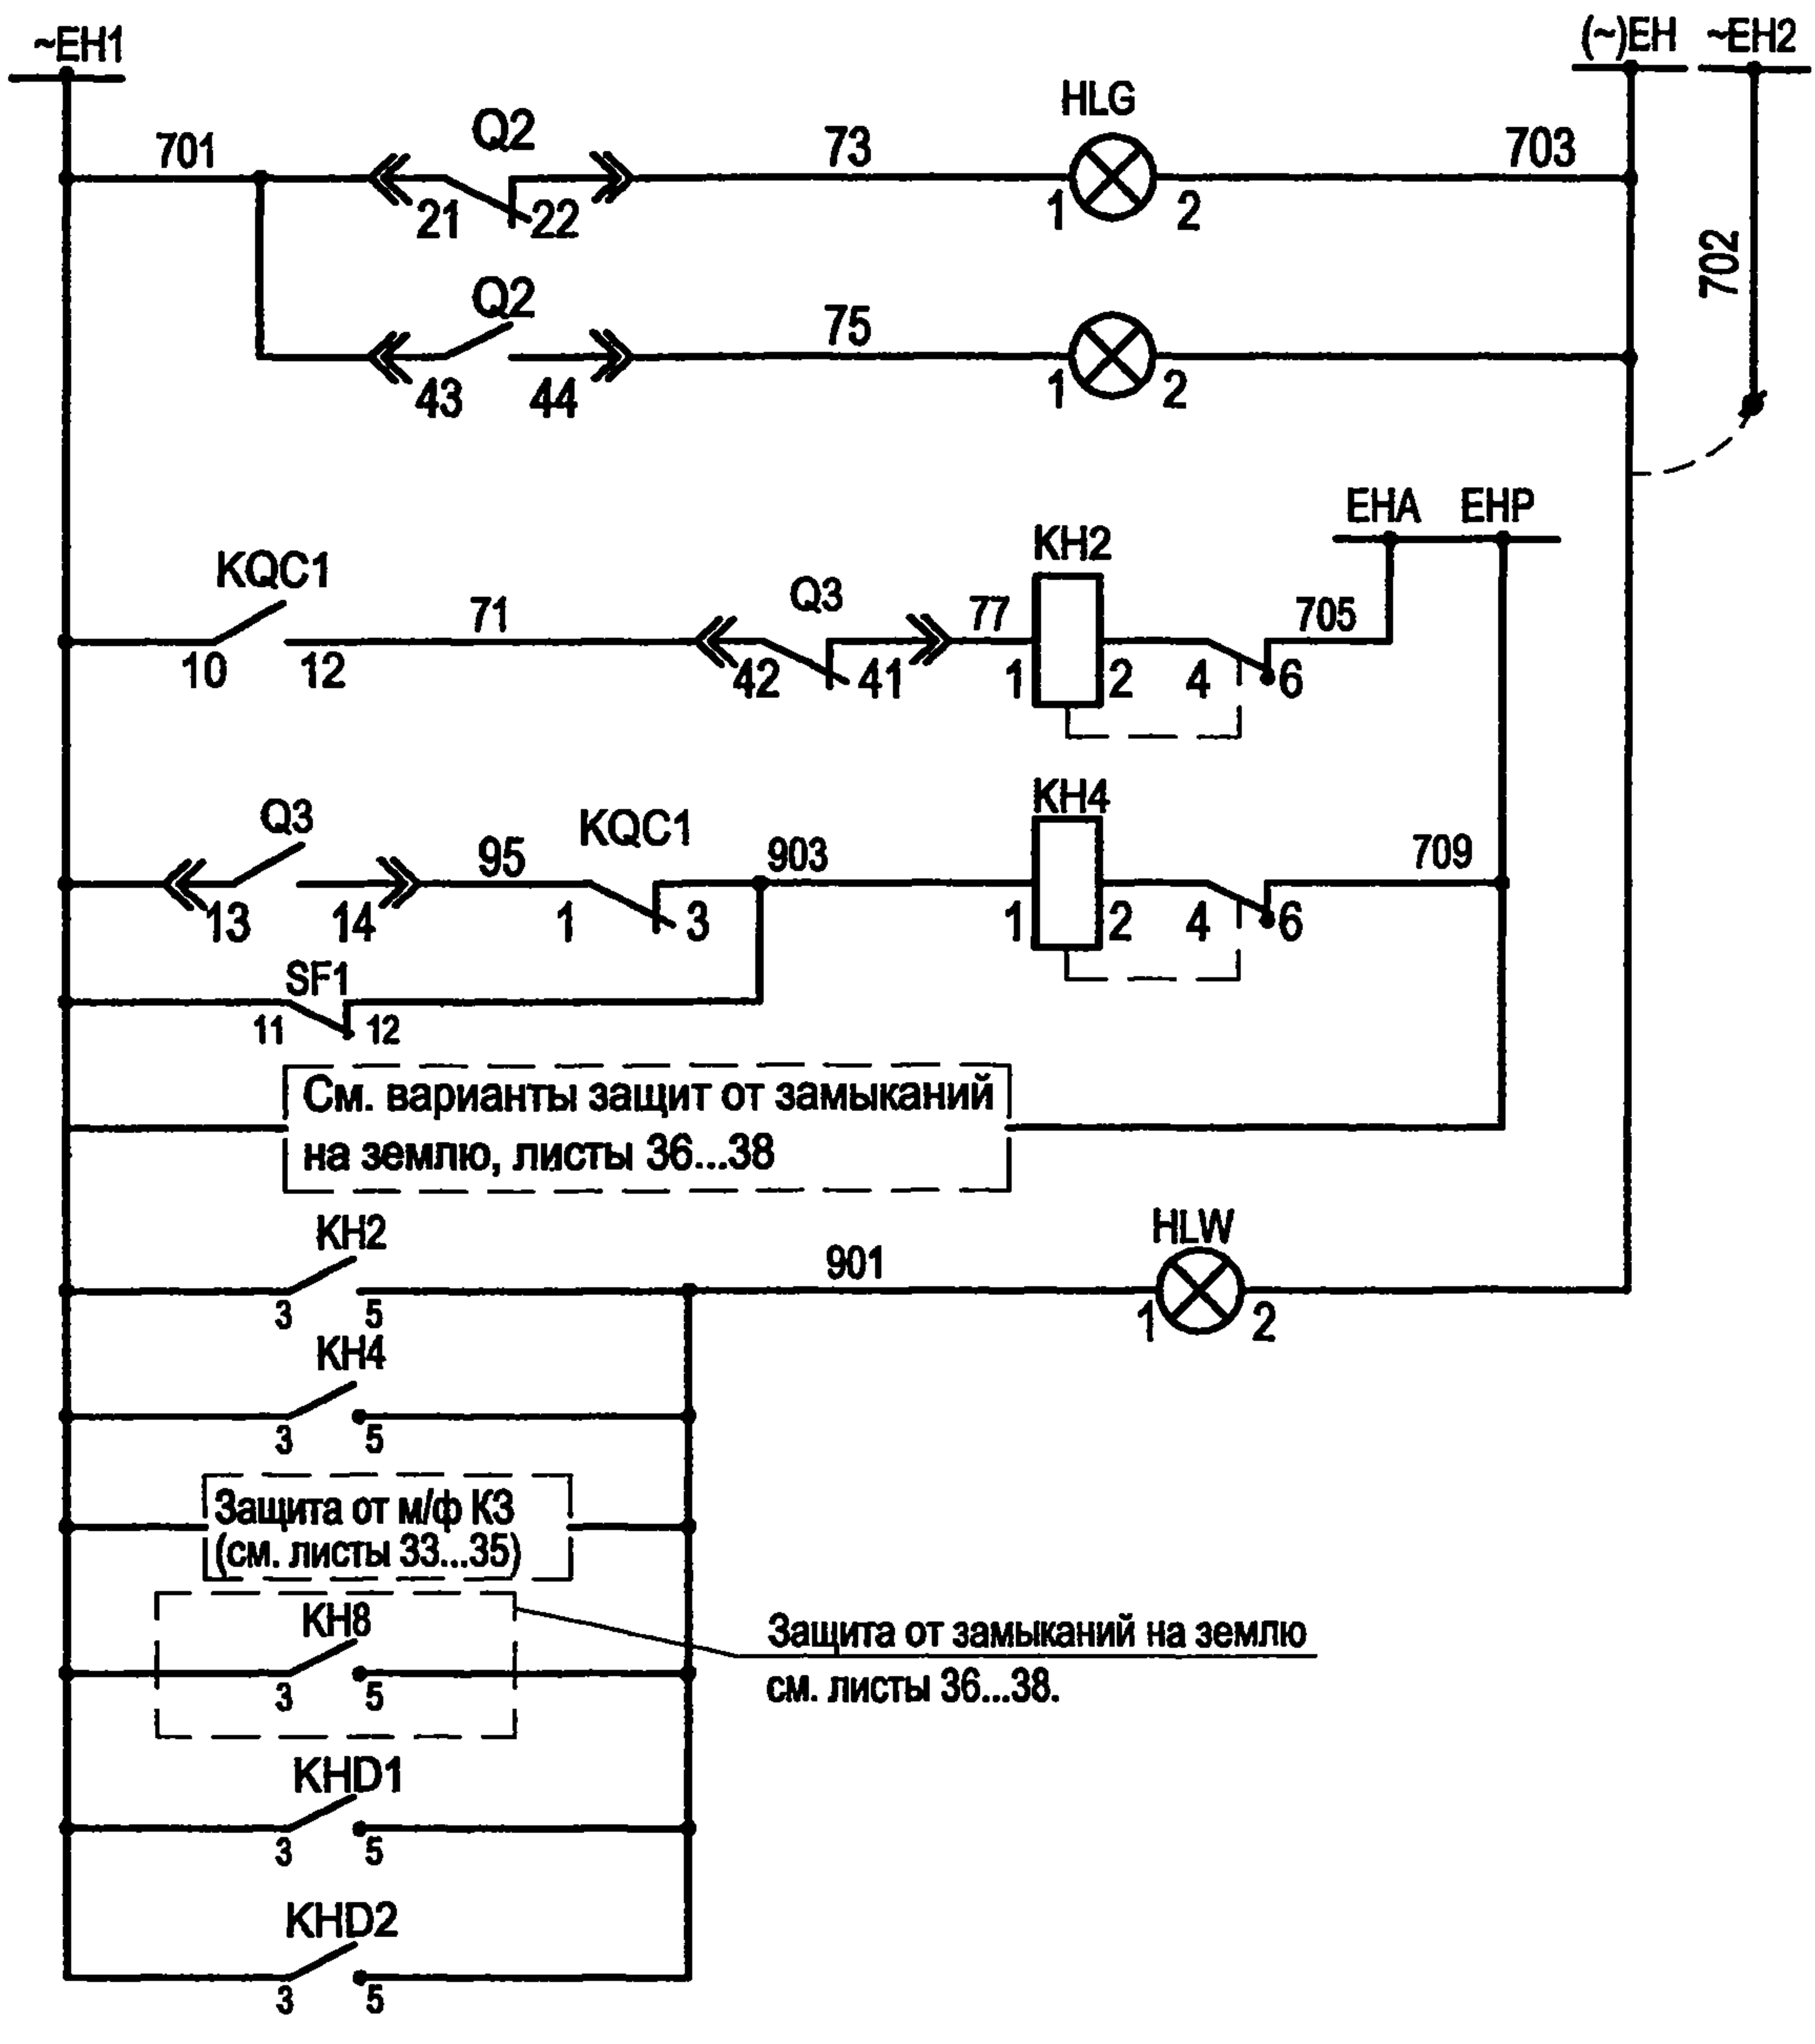 ~EH1
(~)EH
~EH2
701
Q2
73
HLG
703
21
22
1
2
702
Q2
75
43
44
1
2
EHA
EHP
KQC1
71
Q3
77
KH2
705
10
12
42
41
1
2
4
6
Q3
95
KQC1
903
KH4
709
13
14
1
3
1
2
4
6
SF1
11
12
См. варианты защит от замыканий
на землю, листы 36...38
KH2
901
HLW
3
5
1
2
KH4
3
5
Защита от м/ф КЗ
(см. листы 33...35)
KH8
3
5
Защита от замыканий на землю
см. листы 36...38.
KHD1
3
5
KHD2
3
5